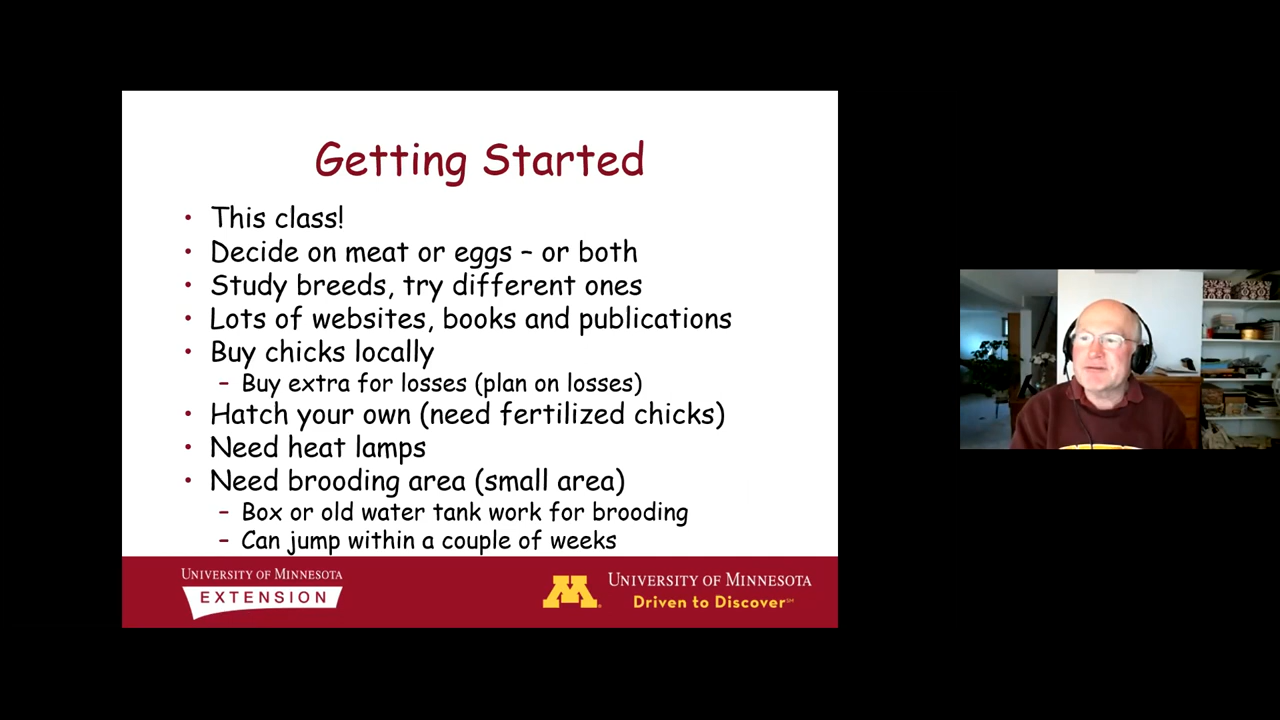 Getting Started
• This class!
• Decide on meat or eggs – or both
• Study breeds, try different ones
• Lots of websites, books and publications
• Buy chicks locally
– Buy extra for losses (plan on losses)
• Hatch your own (need fertilized chicks)
• Need heat lamps
• Need brooding area (small area)
– Box or old water tank work for brooding
– Can jump within a couple of weeks
UNIVERSITY OF MINNESOTA
EXTENSION
M
UNIVERSITY OF MINNESOTA
Driven to Discover℠